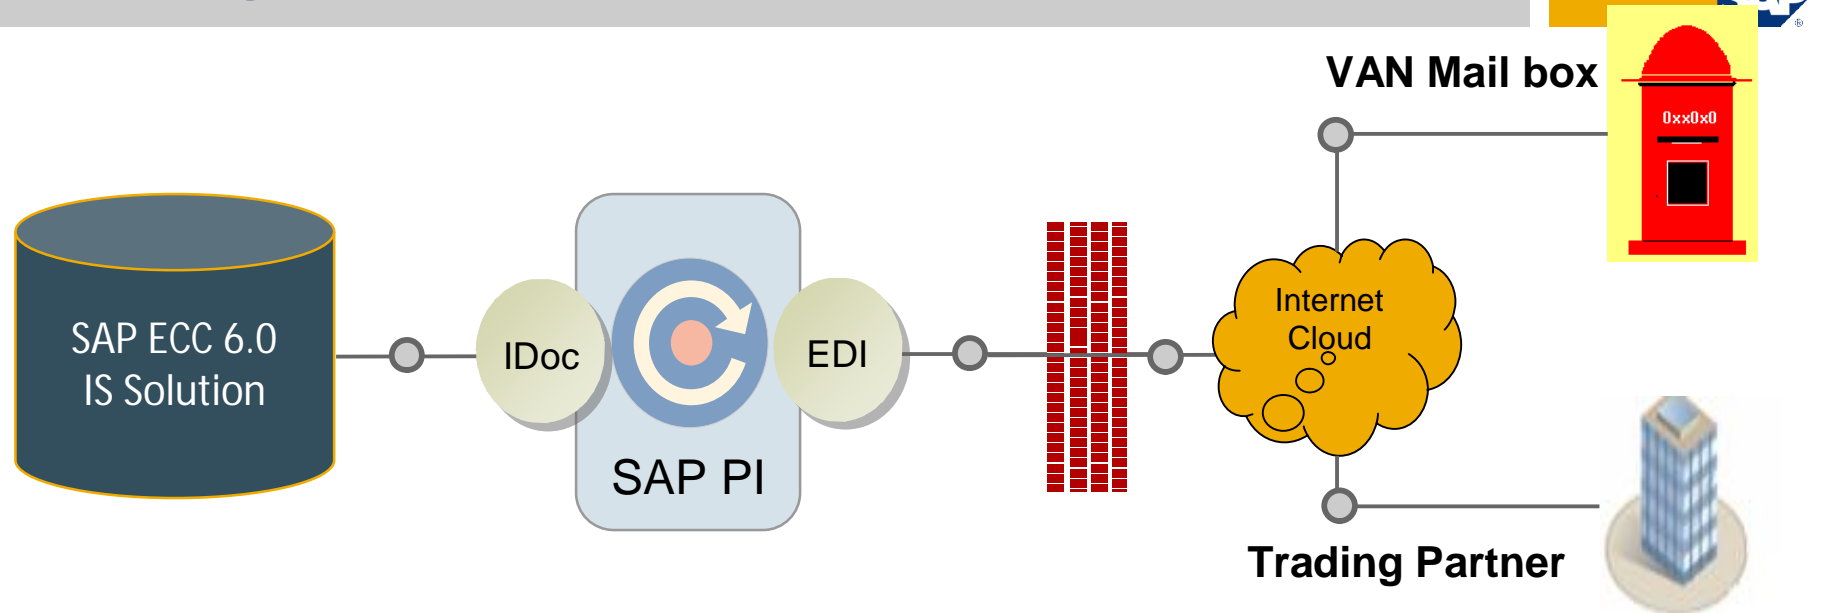 VAN Mail box
0xx0x0
SAP ECC 6.0
IS Solution
IDoc
EDI
SAP PI
Internet
Cloud
Trading Partner
®